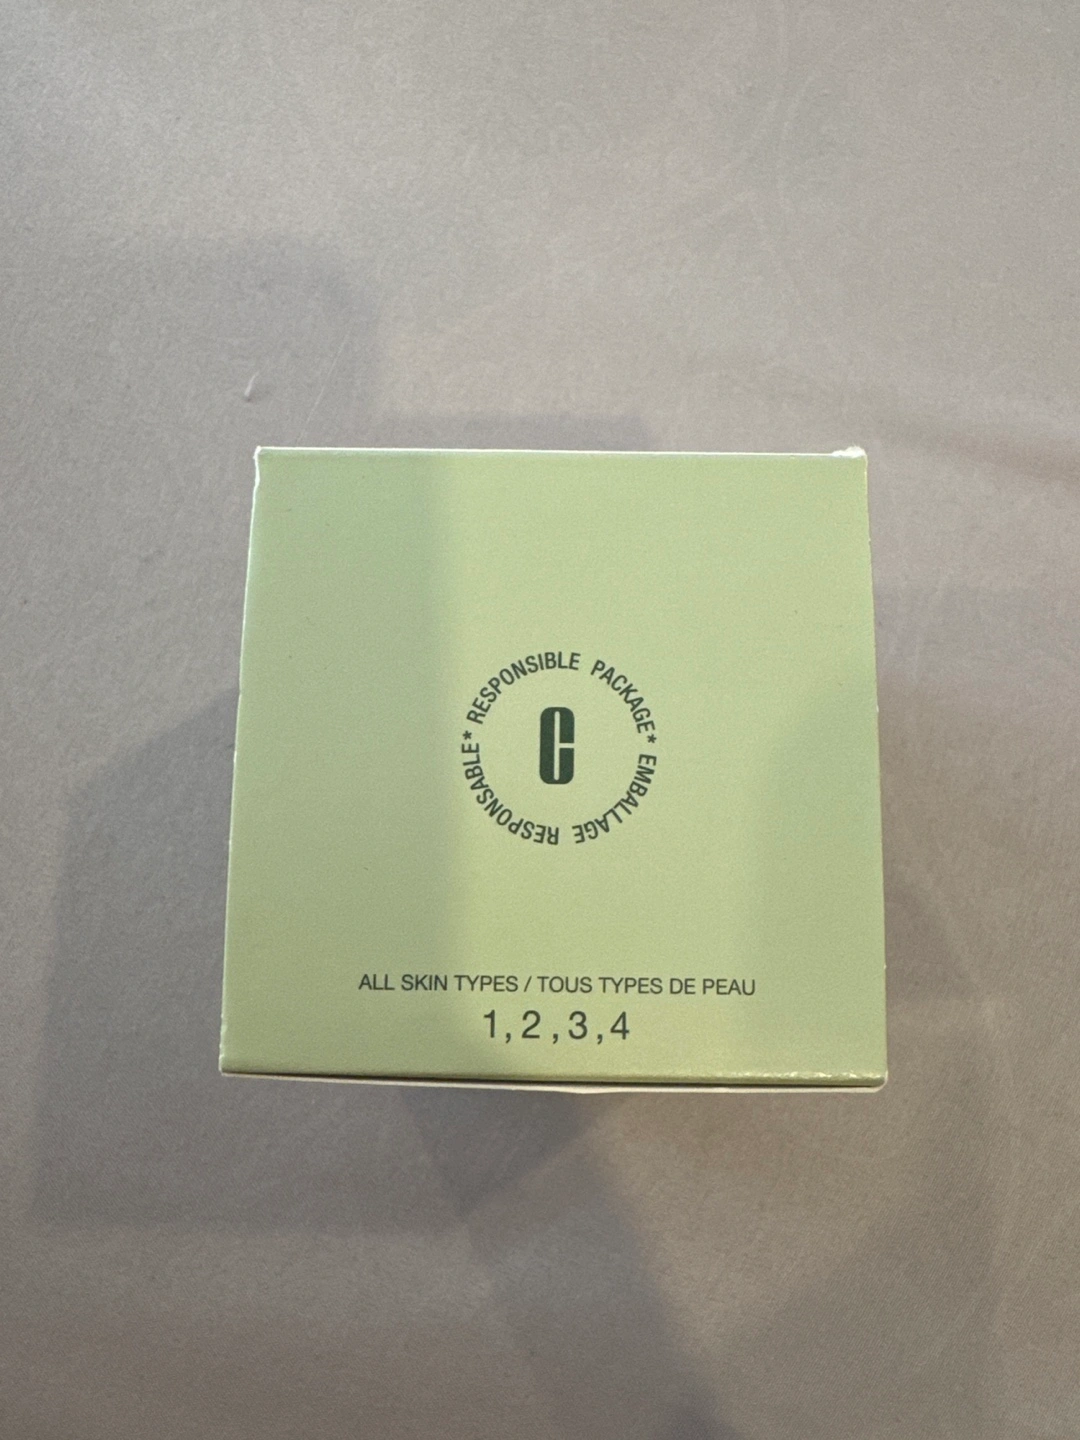 RESPONSIBLE PACKAGE*
EMBALLAGE RESPONSABLE*
C
ALL SKIN TYPES / TOUS TYPES DE PEAU
1,2,3,4